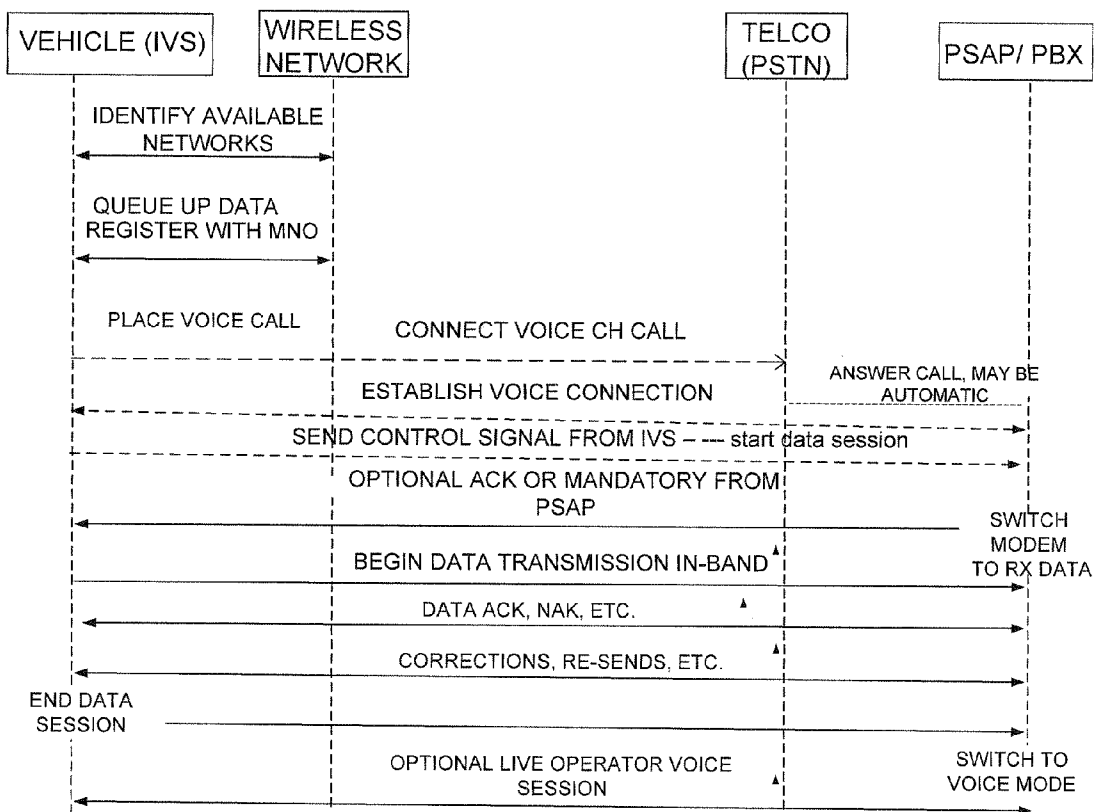 VEHICLE (IVS)
WIRELESS
NETWORK
TELCO
(PSTN)
PSAP/ PBX
IDENTIFY AVAILABLE
NETWORKS
QUEUE UP DATA
REGISTER WITH MNO
PLACE VOICE CALL
CONNECT VOICE CH CALL
ANSWER CALL, MAY BE
AUTOMATIC
ESTABLISH VOICE CONNECTION
SEND CONTROL SIGNAL FROM IVS – --- start data session
OPTIONAL ACK OR MANDATORY FROM
PSAP
SWITCH
MODEM
TO RX DATA
BEGIN DATA TRANSMISSION IN-BAND
DATA ACK, NAK, ETC.
CORRECTIONS, RE-SENDS, ETC.
END DATA
SESSION
SWITCH TO
VOICE MODE
OPTIONAL LIVE OPERATOR VOICE
SESSION